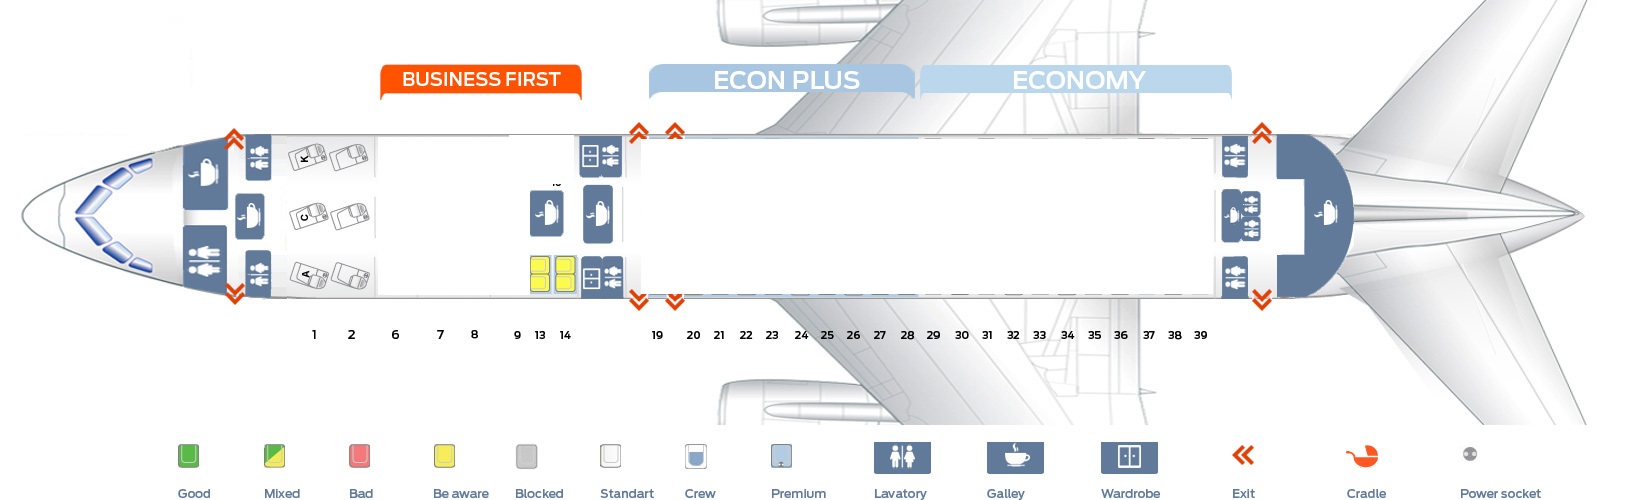 BUSINESS FIRST
ECON PLUS
ECONOMY
K
C
A
1 2 6 7 8 9 13 14 19 20 21 22 23 24 25 26 27 28 29 30 31 32 33 34 35 36 37 38 39
Good Mixed Bad Be aware Blocked Standart Crew Premium Lavatory Galley Wardrobe Exit Cradle Power socket